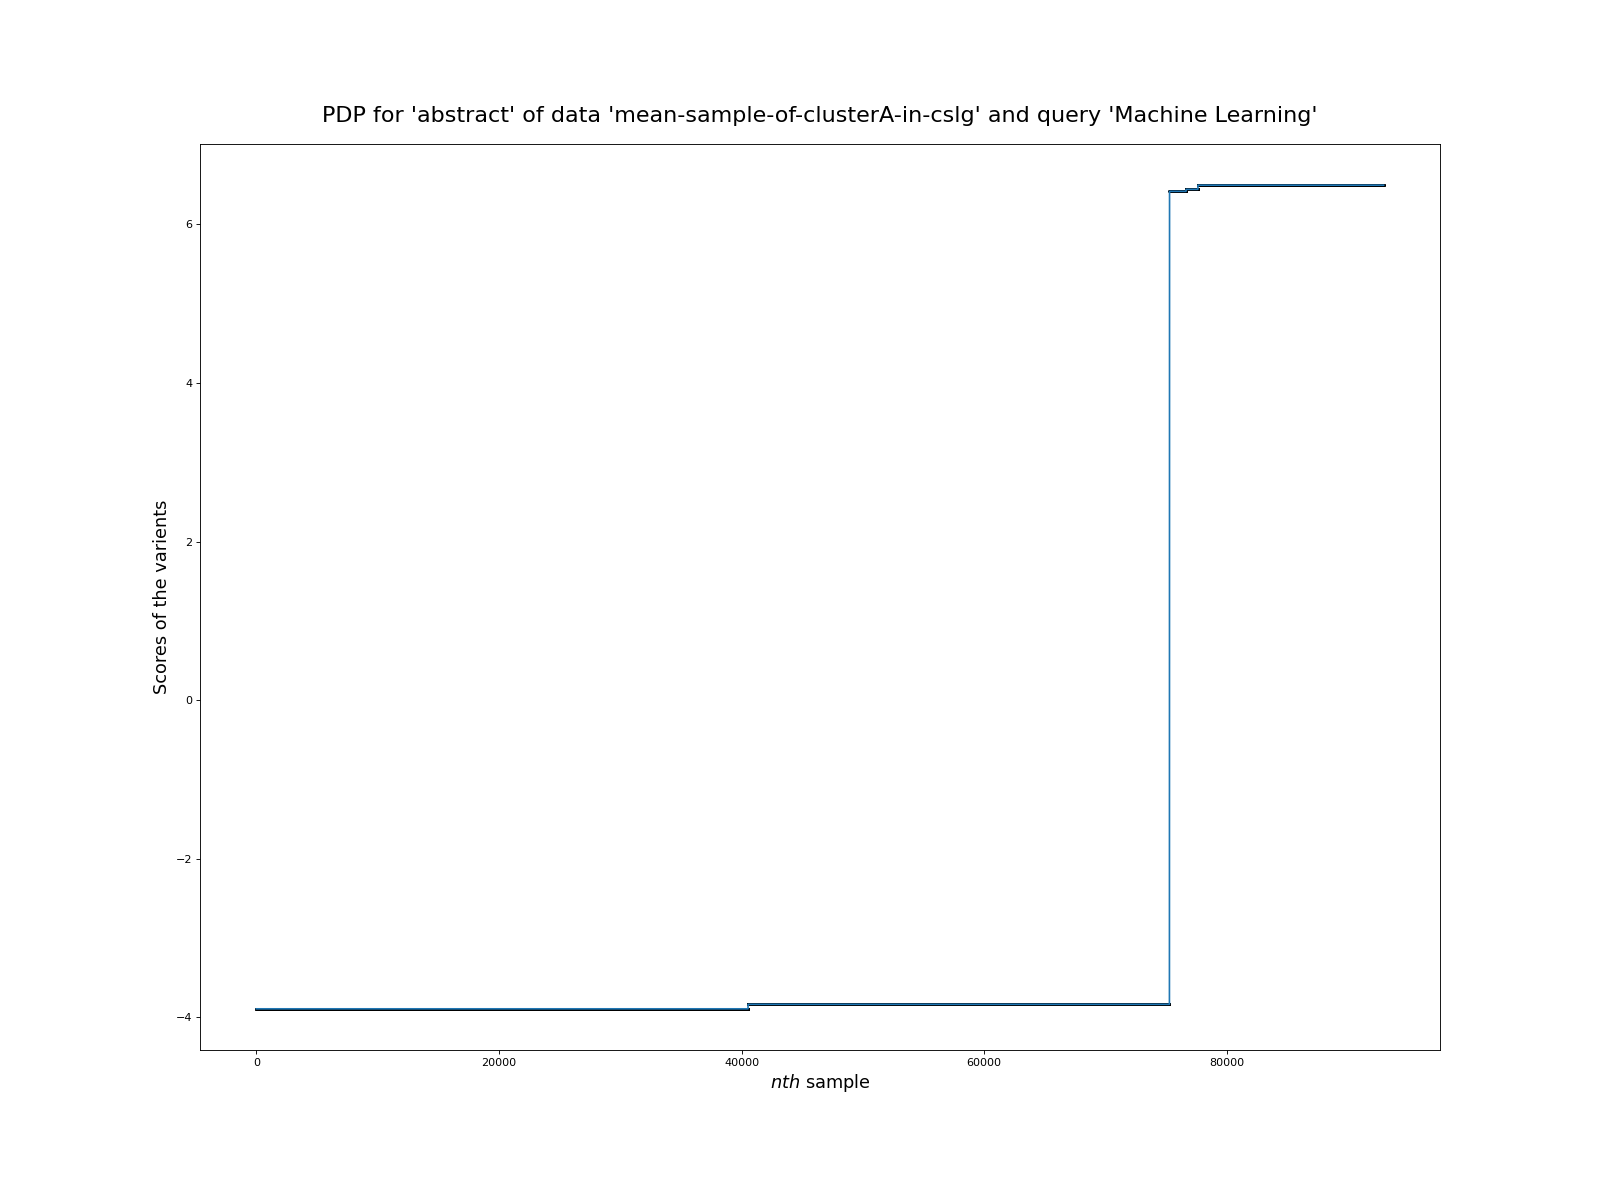 PDP for 'abstract' of data 'mean-sample-of-clusterA-in-cslg' and query 'Machine Learning'
6
4
2
0
−2
−4
Scores of the varients
0 20000 40000 60000 80000
nth sample